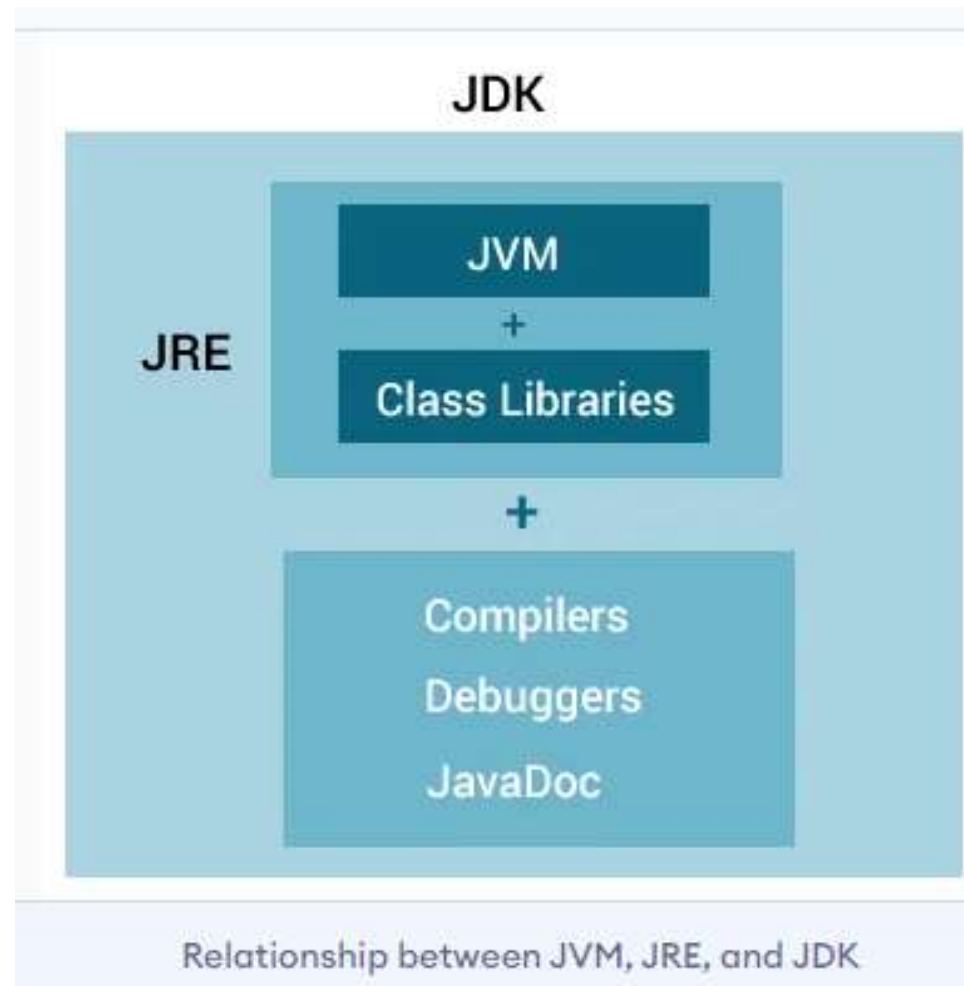 JDK
JVM
+
JRE
Class Libraries
+
Compilers
Debuggers
JavaDoc
Relationship between JVM, JRE, and JDK